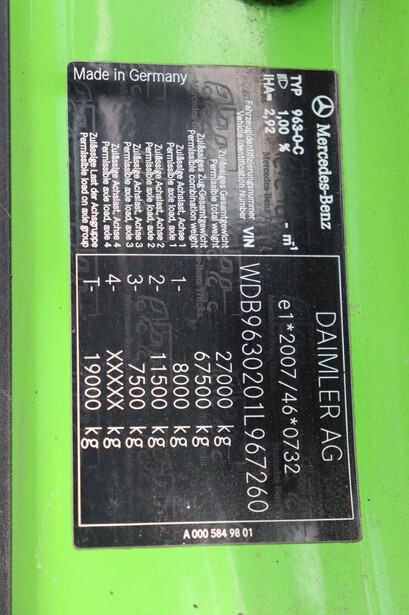 Mercedes-Benz
TYP 963-0-C
1,00 % - m⁻¹
IHA= 2,92
Fahrzeugidentifizierungsnummer
Vehicle Identification Number VIN
DAIMLER AG
e1*2007/46*0732
WDB9630201L967260
Zulässiges Gesamtgewicht
Permissible total weight 27000 kg
Zulässiges Zug-Gesamtgewicht
Permissible combination weight 67500 kg
Zulässige Achslast, Achse 1
Permissible axle load, axle 1 1- 8000 kg
Zulässige Achslast, Achse 2
Permissible axle load, axle 2 2- 11500 kg
Zulässige Achslast, Achse 3
Permissible axle load, axle 3 3- 7500 kg
Zulässige Achslast, Achse 4
Permissible axle load, axle 4 4- XXXXX kg
Zulässige Last der Achsgruppe
Permissible load on axle group T- 19000 kg
Made in Germany
A 000 584 98 01